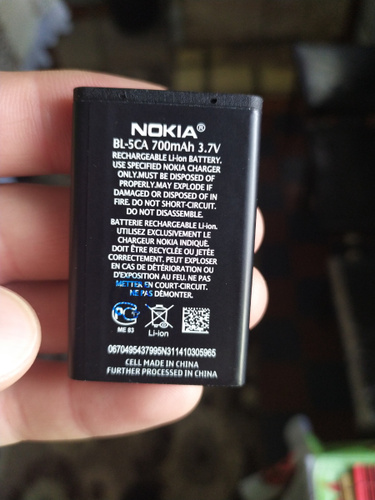 NOKIA®
BL-5CA 700mAh 3.7V
RECHARGEABLE Li-Ion BATTERY.
USE SPECIFIED NOKIA CHARGER
ONLY.MUST BE DISPOSED OF
PROPERLY.MAY EXPLODE IF
DAMAGED OR DISPOSED OF IN
FIRE. DO NOT SHORT-CIRCUIT.
DO NOT DISASSEMBLE.
BATTERIE RECHARGEABLE Li-Ion.
UTILISEZ EXCLUSIVEMENT LE
CHARGEUR NOKIA INDIQUÉ.
DOIT ÊTRE RECYCLÉE OU JETÉE
CORRECTEMENT. PEUT EXPLOSER
EN CAS DE DÉTÉRIORATION OU
D'EXPOSITION AU FEU. NE PAS
METTER EN COURT-CIRCUIT.
NE PAS DÉMONTER.
ME 83
Li-ion
0670495437995N311410305965
CELL MADE IN CHINA
FURTHER PROCESSED IN CHINA